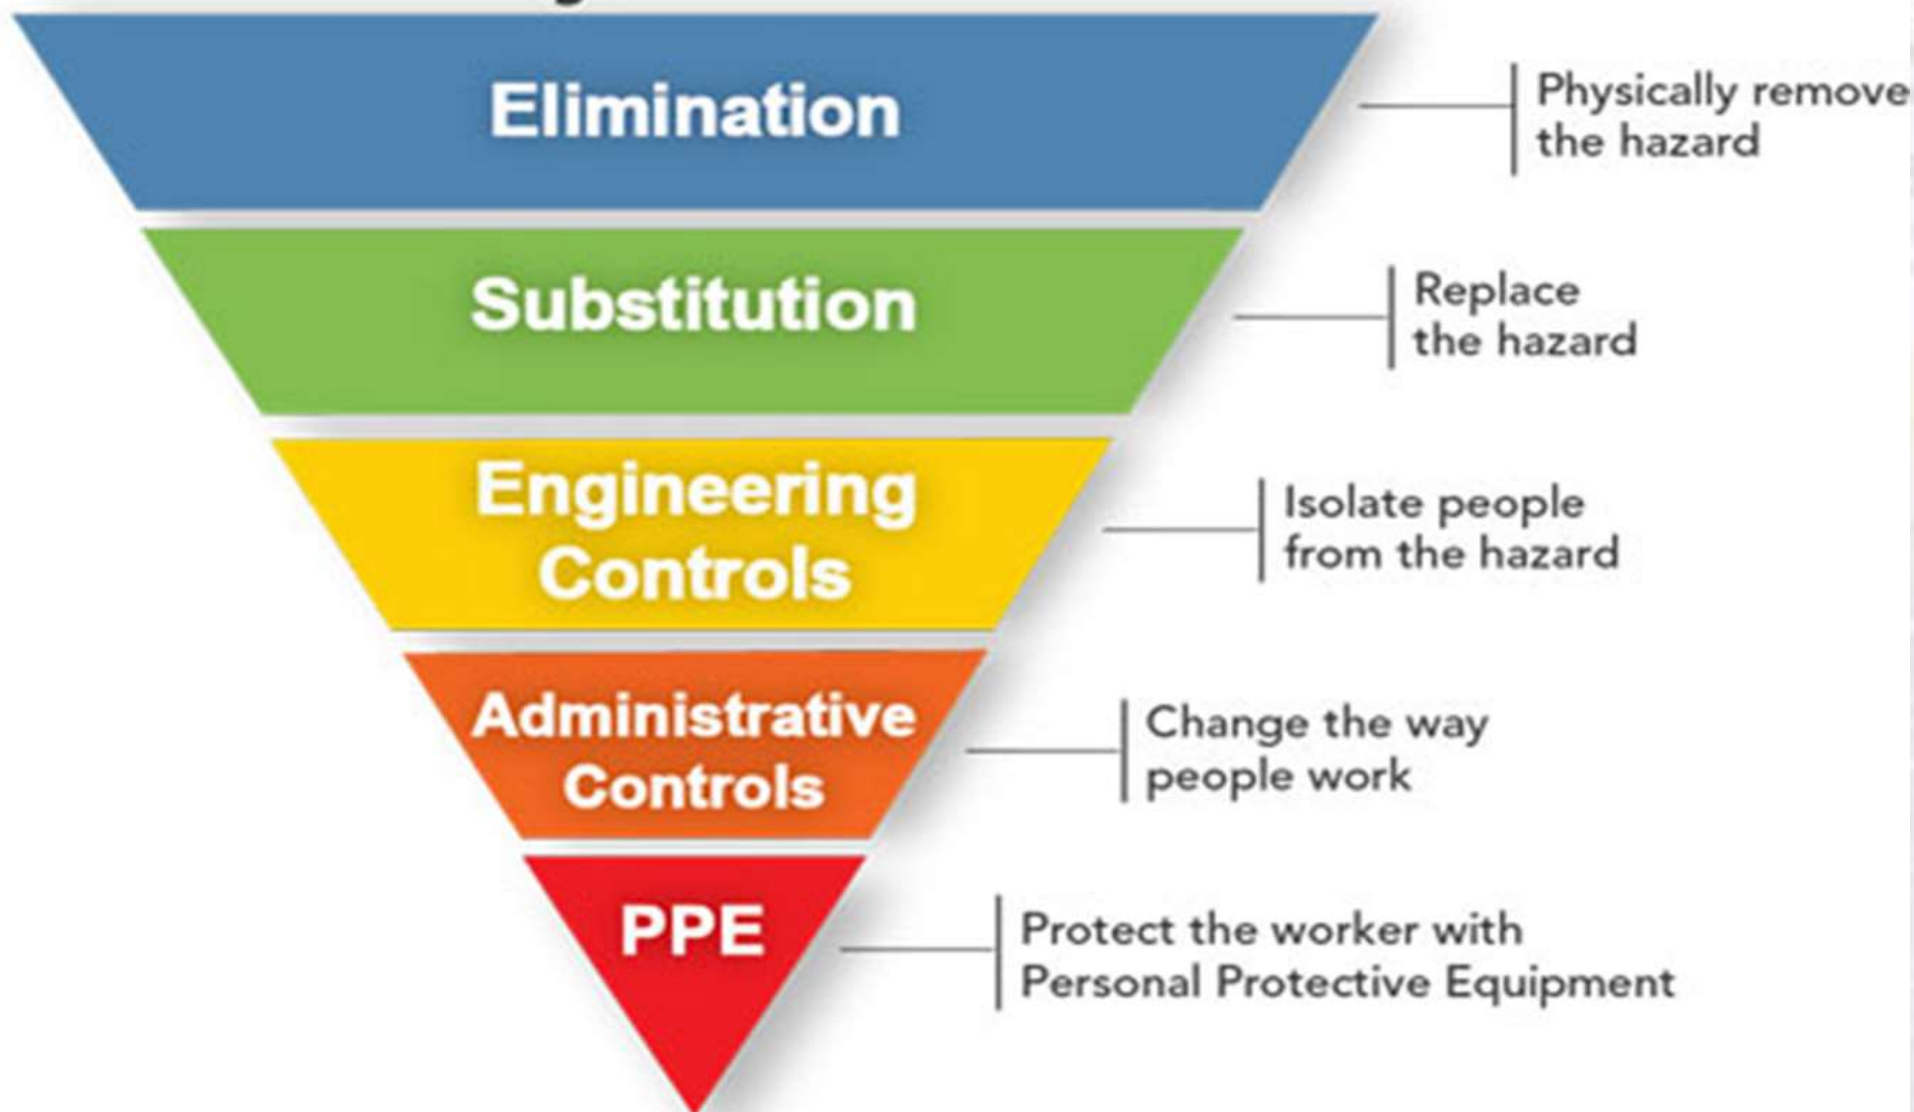 Elimination
Physically remove
the hazard
Substitution
Replace
the hazard
Engineering
Controls
Isolate people
from the hazard
Administrative
Controls
Change the way
people work
PPE
Protect the worker with
Personal Protective Equipment